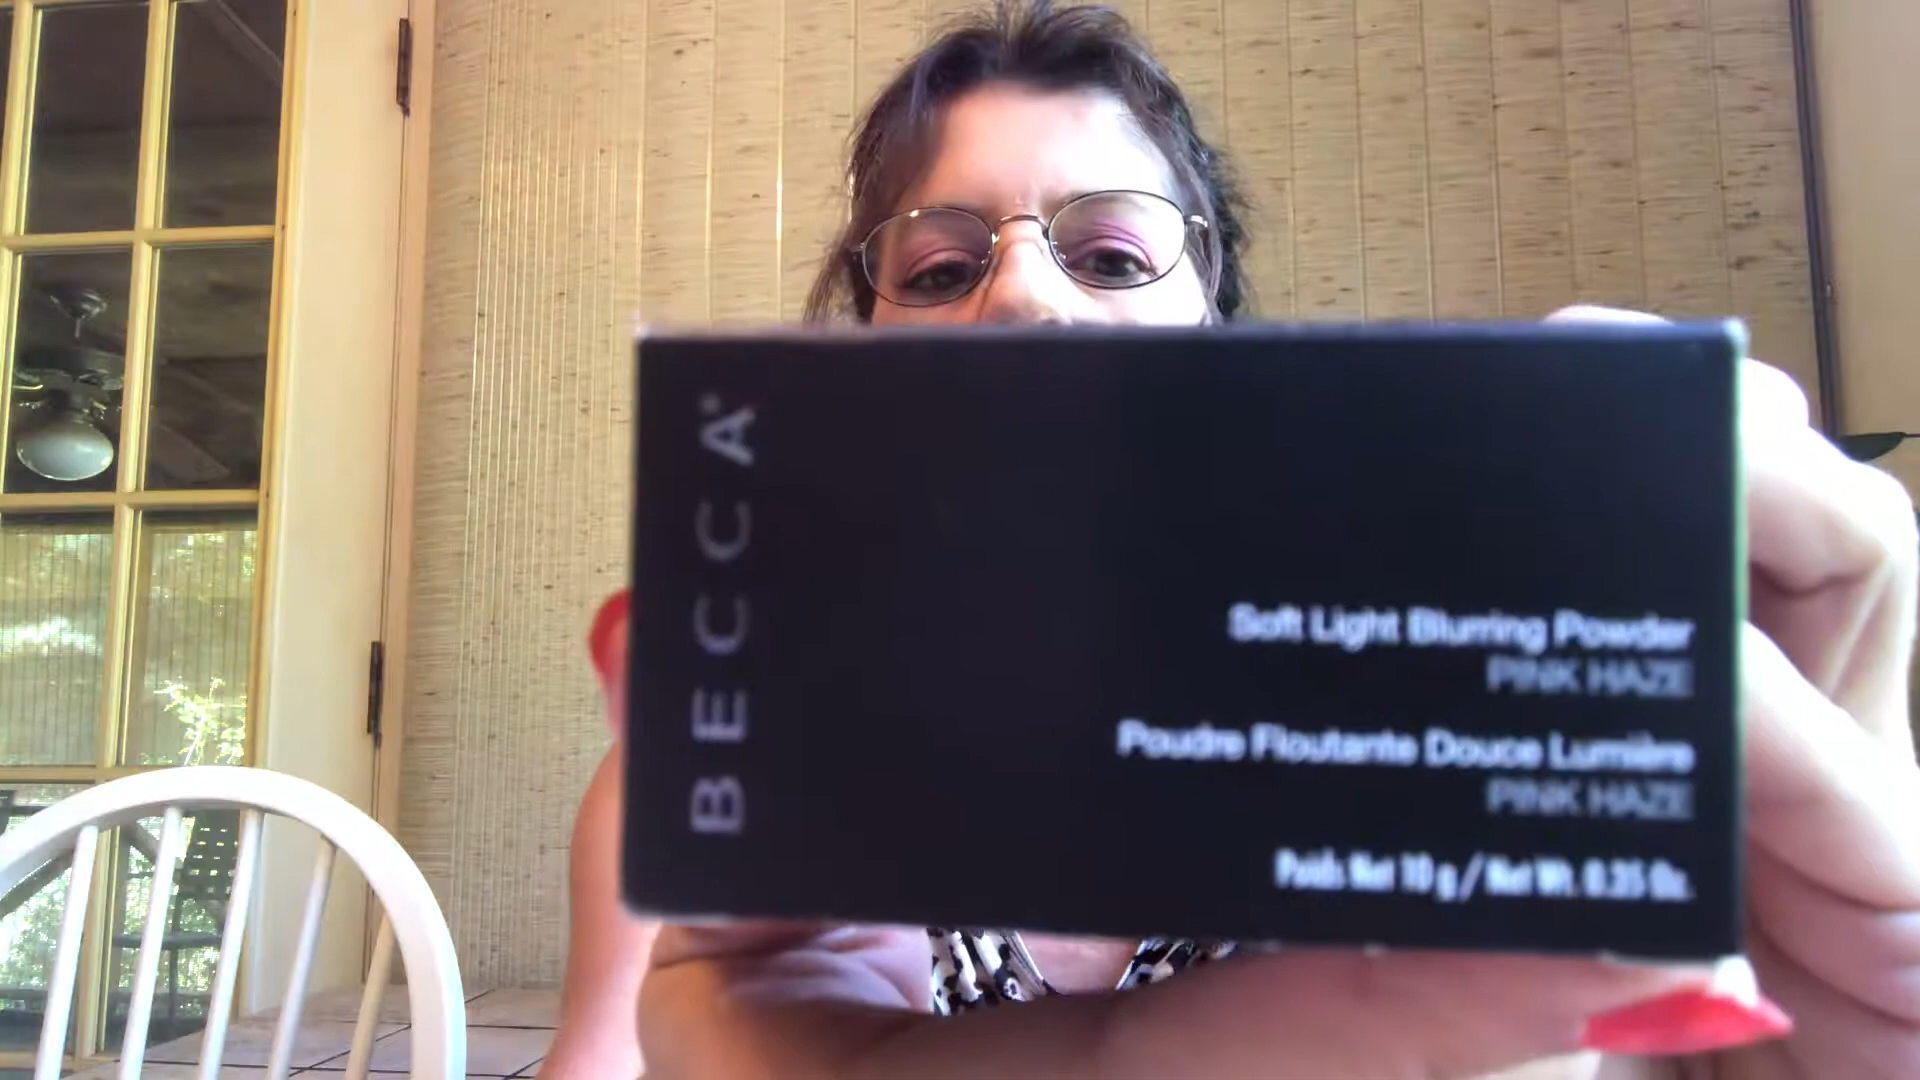 BECCA
Soft Light Blurring Powder
PINK HAZE
Poudre Floutante Douce Lumière
PINK HAZE
Poids Net 10 g / Net Wt. 0.35 Oz.